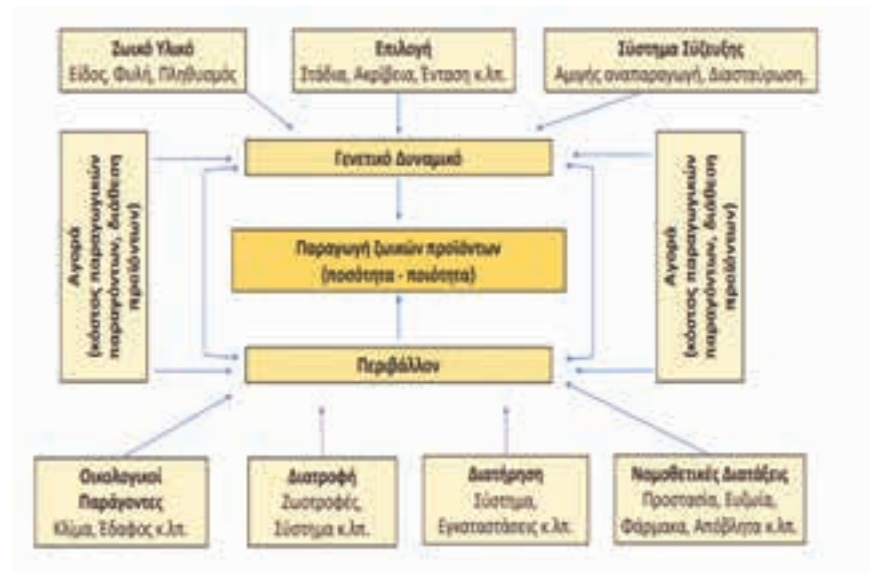 Ζωικό Υλικό
Είδος, Φυλή, Πληθυσμός
Επιλογή
Στάδια, Ακρίβεια, Ένταση κ.λπ.
Σύστημα Σύζευξης
Αμιγής αναπαραγωγή, Διασταύρωση.
Αγορά
(κόστος παραγωγικών
παραγόντων, διάθεση
προϊόντων)
Γενετικό Δυναμικό
Παραγωγή ζωικών προϊόντων
(ποσότητα - ποιότητα)
Περιβάλλον
Αγορά
(κόστος παραγωγικών
παραγόντων, διάθεση
προϊόντων)
Οικολογικοί
Παράγοντες
Κλίμα, Έδαφος κ.λπ.
Διατροφή
Ζωοτροφές,
Σύστημα κ.λπ.
Διατήρηση
Σύστημα,
Εγκαταστάσεις κ.λπ.
Νομοθετικές Διατάξεις
Προστασία, Ευζωία,
Φάρμακα, Απόβλητα κ.λπ.